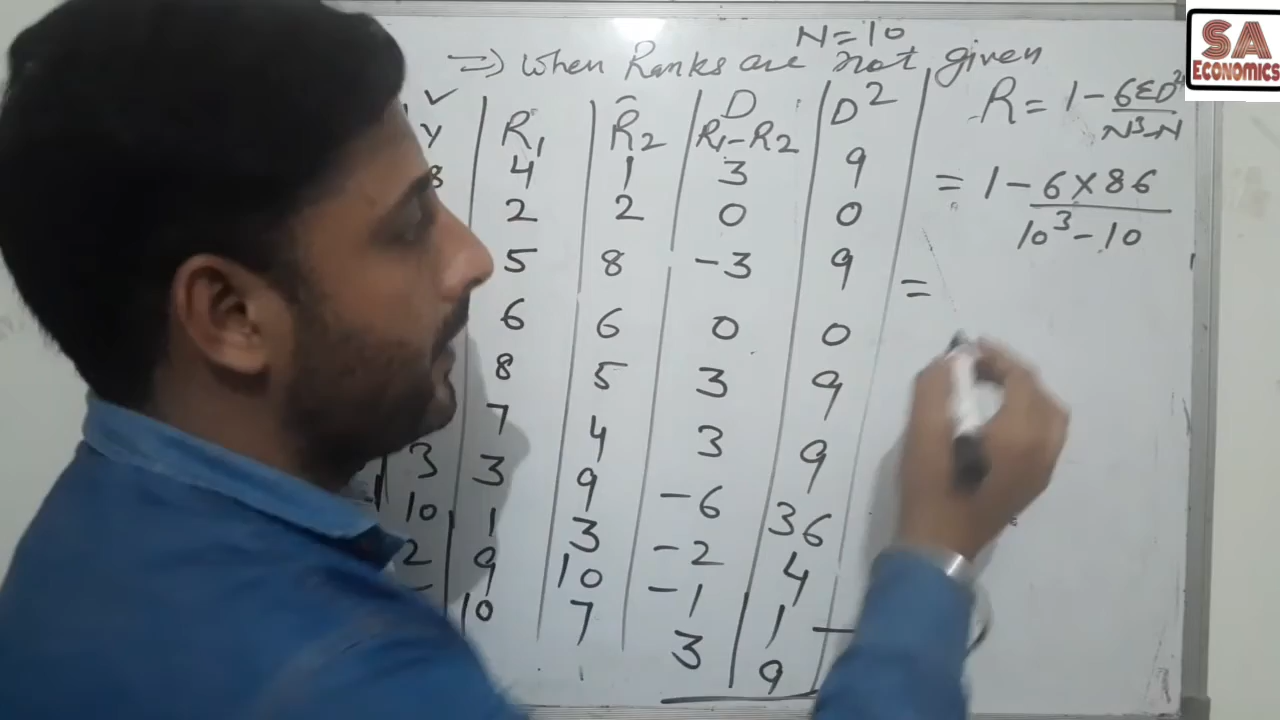 N=10
=> When Ranks are not given
SA
ECONOMICS
✓
Y R₁ R₂ D R₁-R₂ D²
8 4 1 3 9
2 2 0 0
5 8 -3 9
6 6 0 0
8 5 3 9
7 4 3 9
3 3 9 -6 36
10 1 3 -2 4
2 9 10 -1 1
10 7 3 9
R = 1 - 6ΣD² / N³-N
= 1 - 6×86 / 10³-10
=